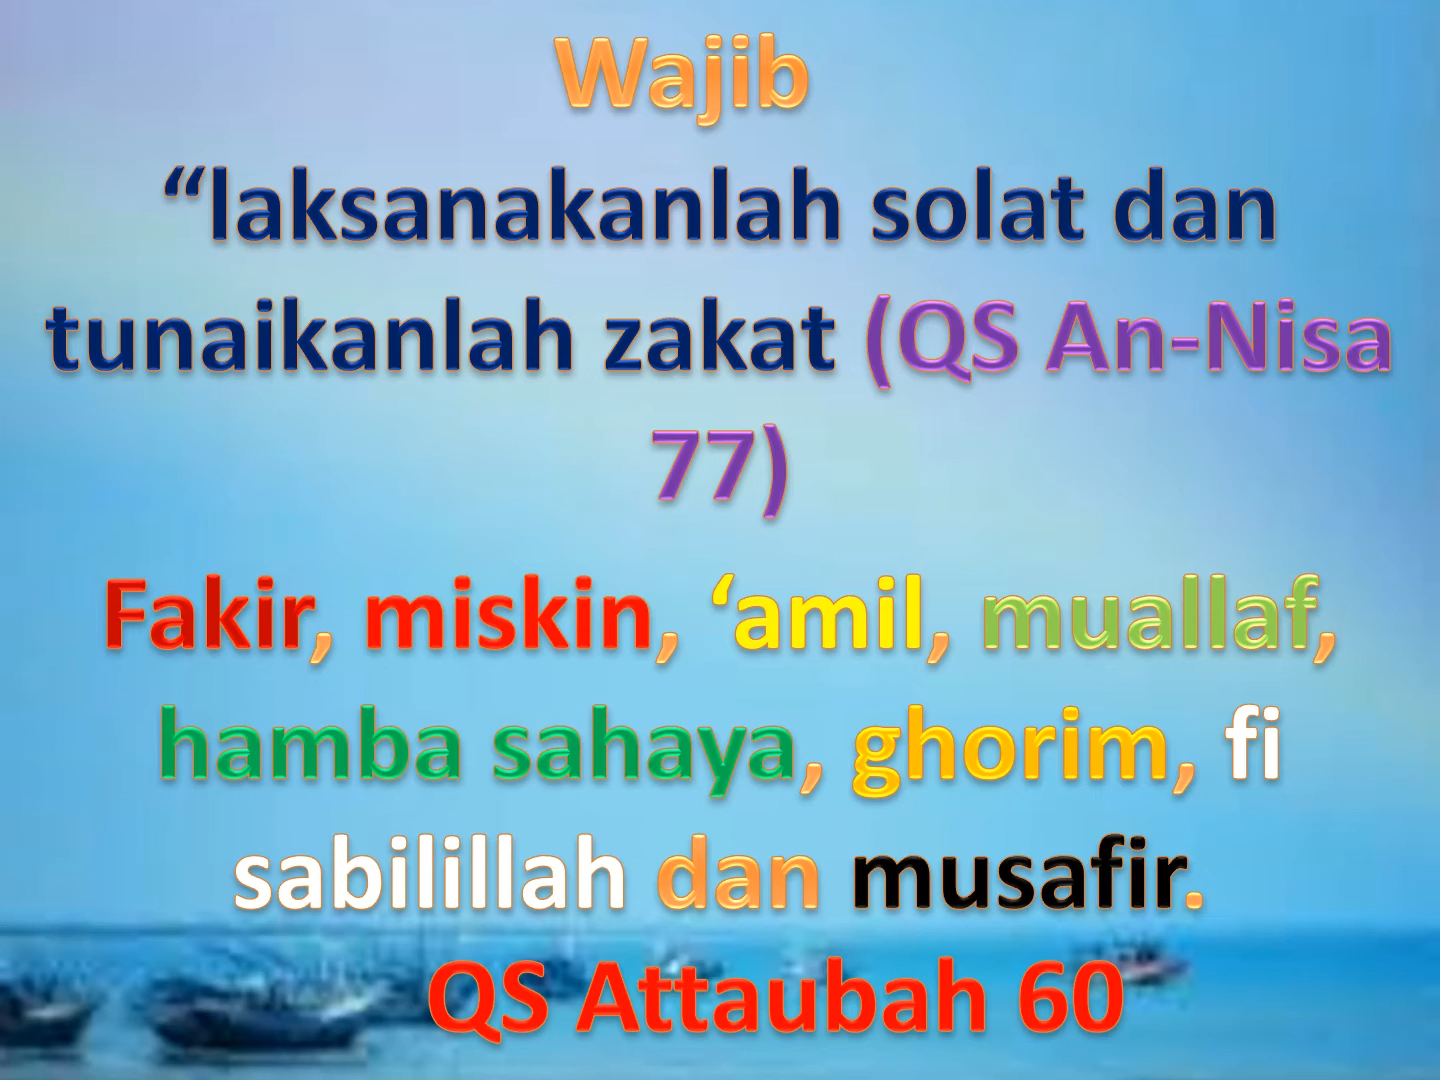 Wajib
“laksanakanlah solat dan
tunaikanlah zakat (QS An-Nisa
77)
Fakir, miskin, ‘amil, muallaf,
hamba sahaya, ghorim, fi
sabilillah dan musafir.
QS Attaubah 60